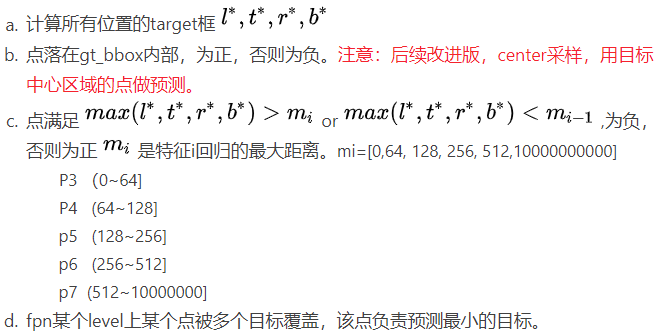 a. 计算所有位置的target框 l*,t*,r*,b*
b. 点落在gt_bbox内部，为正，否则为负。注意：后续改进版，center采样，用目标
中心区域的点做预测。
c. 点满足 max(l*,t*,r*,b*) > mᵢ or max(l*,t*,r*,b*) < mᵢ₋₁ ,为负，
否则为正 mᵢ 是特征i回归的最大距离。mi=[0,64, 128, 256, 512,10000000000]
P3 （0~64]
P4 (64~128]
p5 (128~256]
p6 (256~512]
p7 (512~10000000]
d. fpn某个level上某个点被多个目标覆盖，该点负责预测最小的目标。